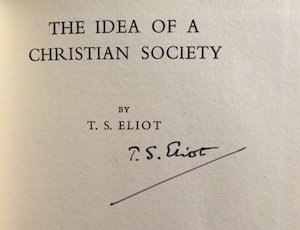 THE IDEA OF A
CHRISTIAN SOCIETY
BY
T. S. ELIOT
T. S. Eliot